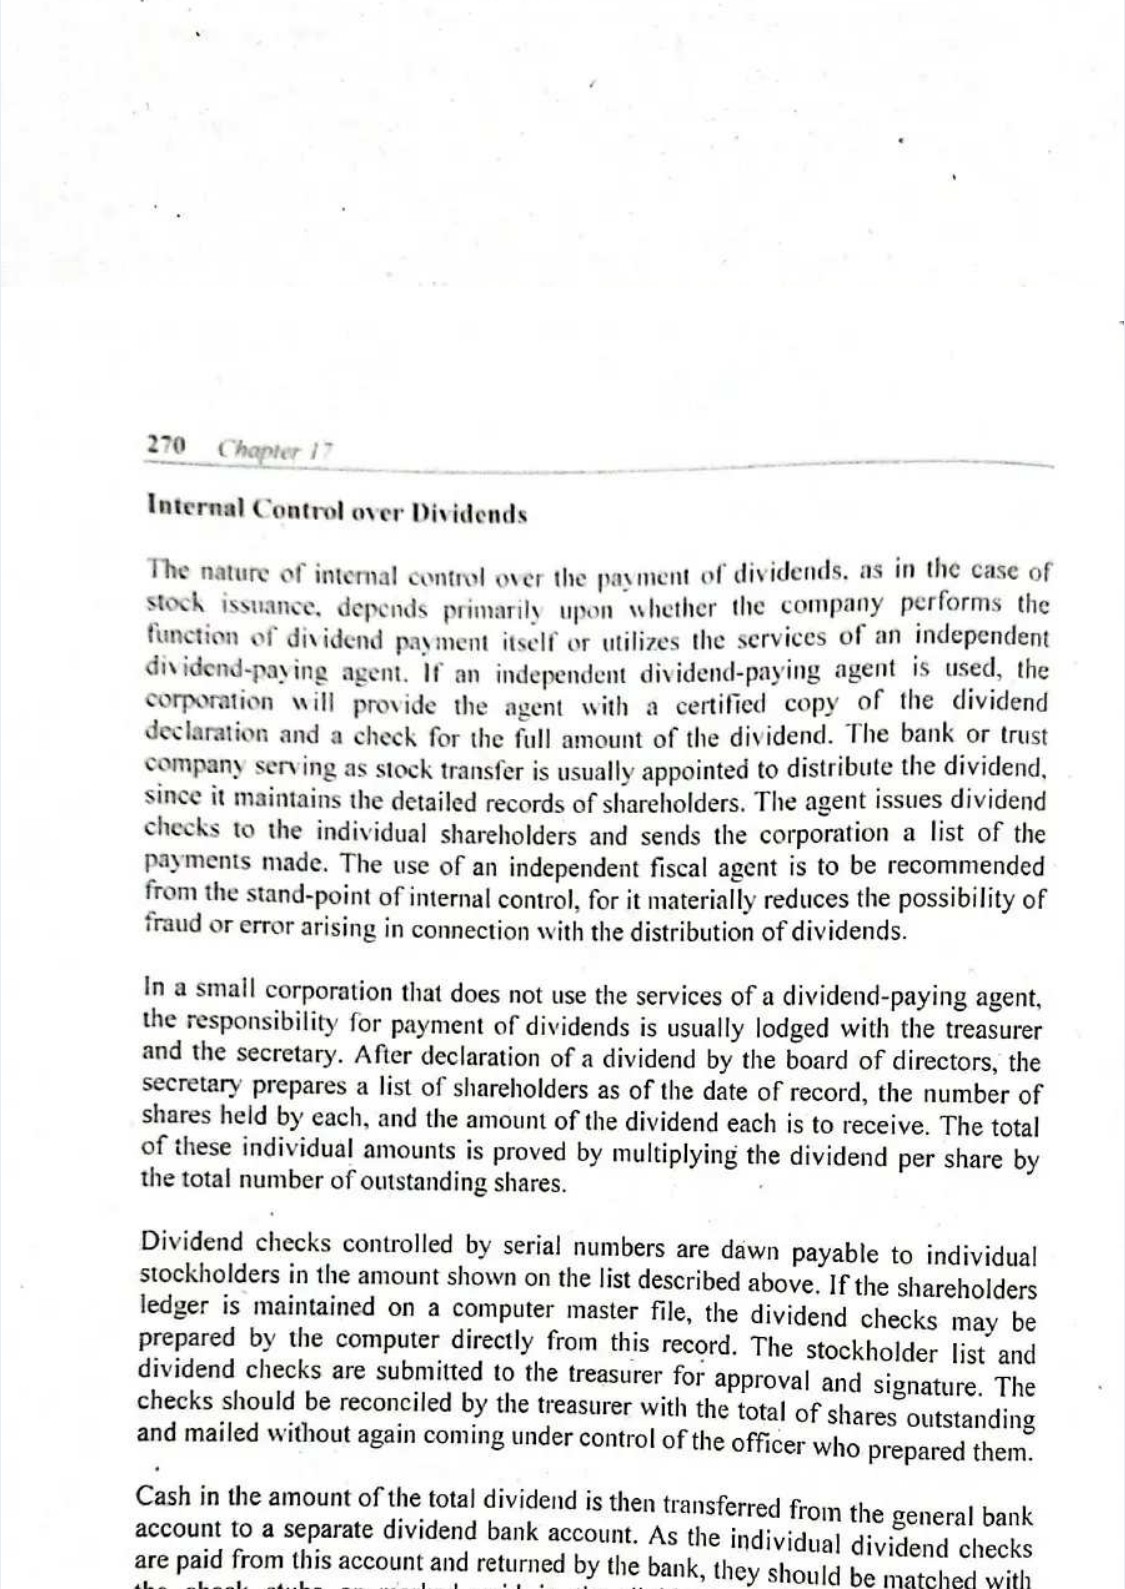 270 Chapter 17
Internal Control over Dividends
The nature of internal control over the payment of dividends, as in the case of
stock issuance, depends primarily upon whether the company performs the
function of dividend payment itself or utilizes the services of an independent
dividend-paying agent. If an independent dividend-paying agent is used, the
corporation will provide the agent with a certified copy of the dividend
declaration and a check for the full amount of the dividend. The bank or trust
company serving as stock transfer is usually appointed to distribute the dividend,
since it maintains the detailed records of shareholders. The agent issues dividend
checks to the individual shareholders and sends the corporation a list of the
payments made. The use of an independent fiscal agent is to be recommended
from the stand-point of internal control, for it materially reduces the possibility of
fraud or error arising in connection with the distribution of dividends.
In a small corporation that does not use the services of a dividend-paying agent,
the responsibility for payment of dividends is usually lodged with the treasurer
and the secretary. After declaration of a dividend by the board of directors, the
secretary prepares a list of shareholders as of the date of record, the number of
shares held by each, and the amount of the dividend each is to receive. The total
of these individual amounts is proved by multiplying the dividend per share by
the total number of outstanding shares.
Dividend checks controlled by serial numbers are dawn payable to individual
stockholders in the amount shown on the list described above. If the shareholders
ledger is maintained on a computer master file, the dividend checks may be
prepared by the computer directly from this record. The stockholder list and
dividend checks are submitted to the treasurer for approval and signature. The
checks should be reconciled by the treasurer with the total of shares outstanding
and mailed without again coming under control of the officer who prepared them.
Cash in the amount of the total dividend is then transferred from the general bank
account to a separate dividend bank account. As the individual dividend checks
are paid from this account and returned by the bank, they should be matched with